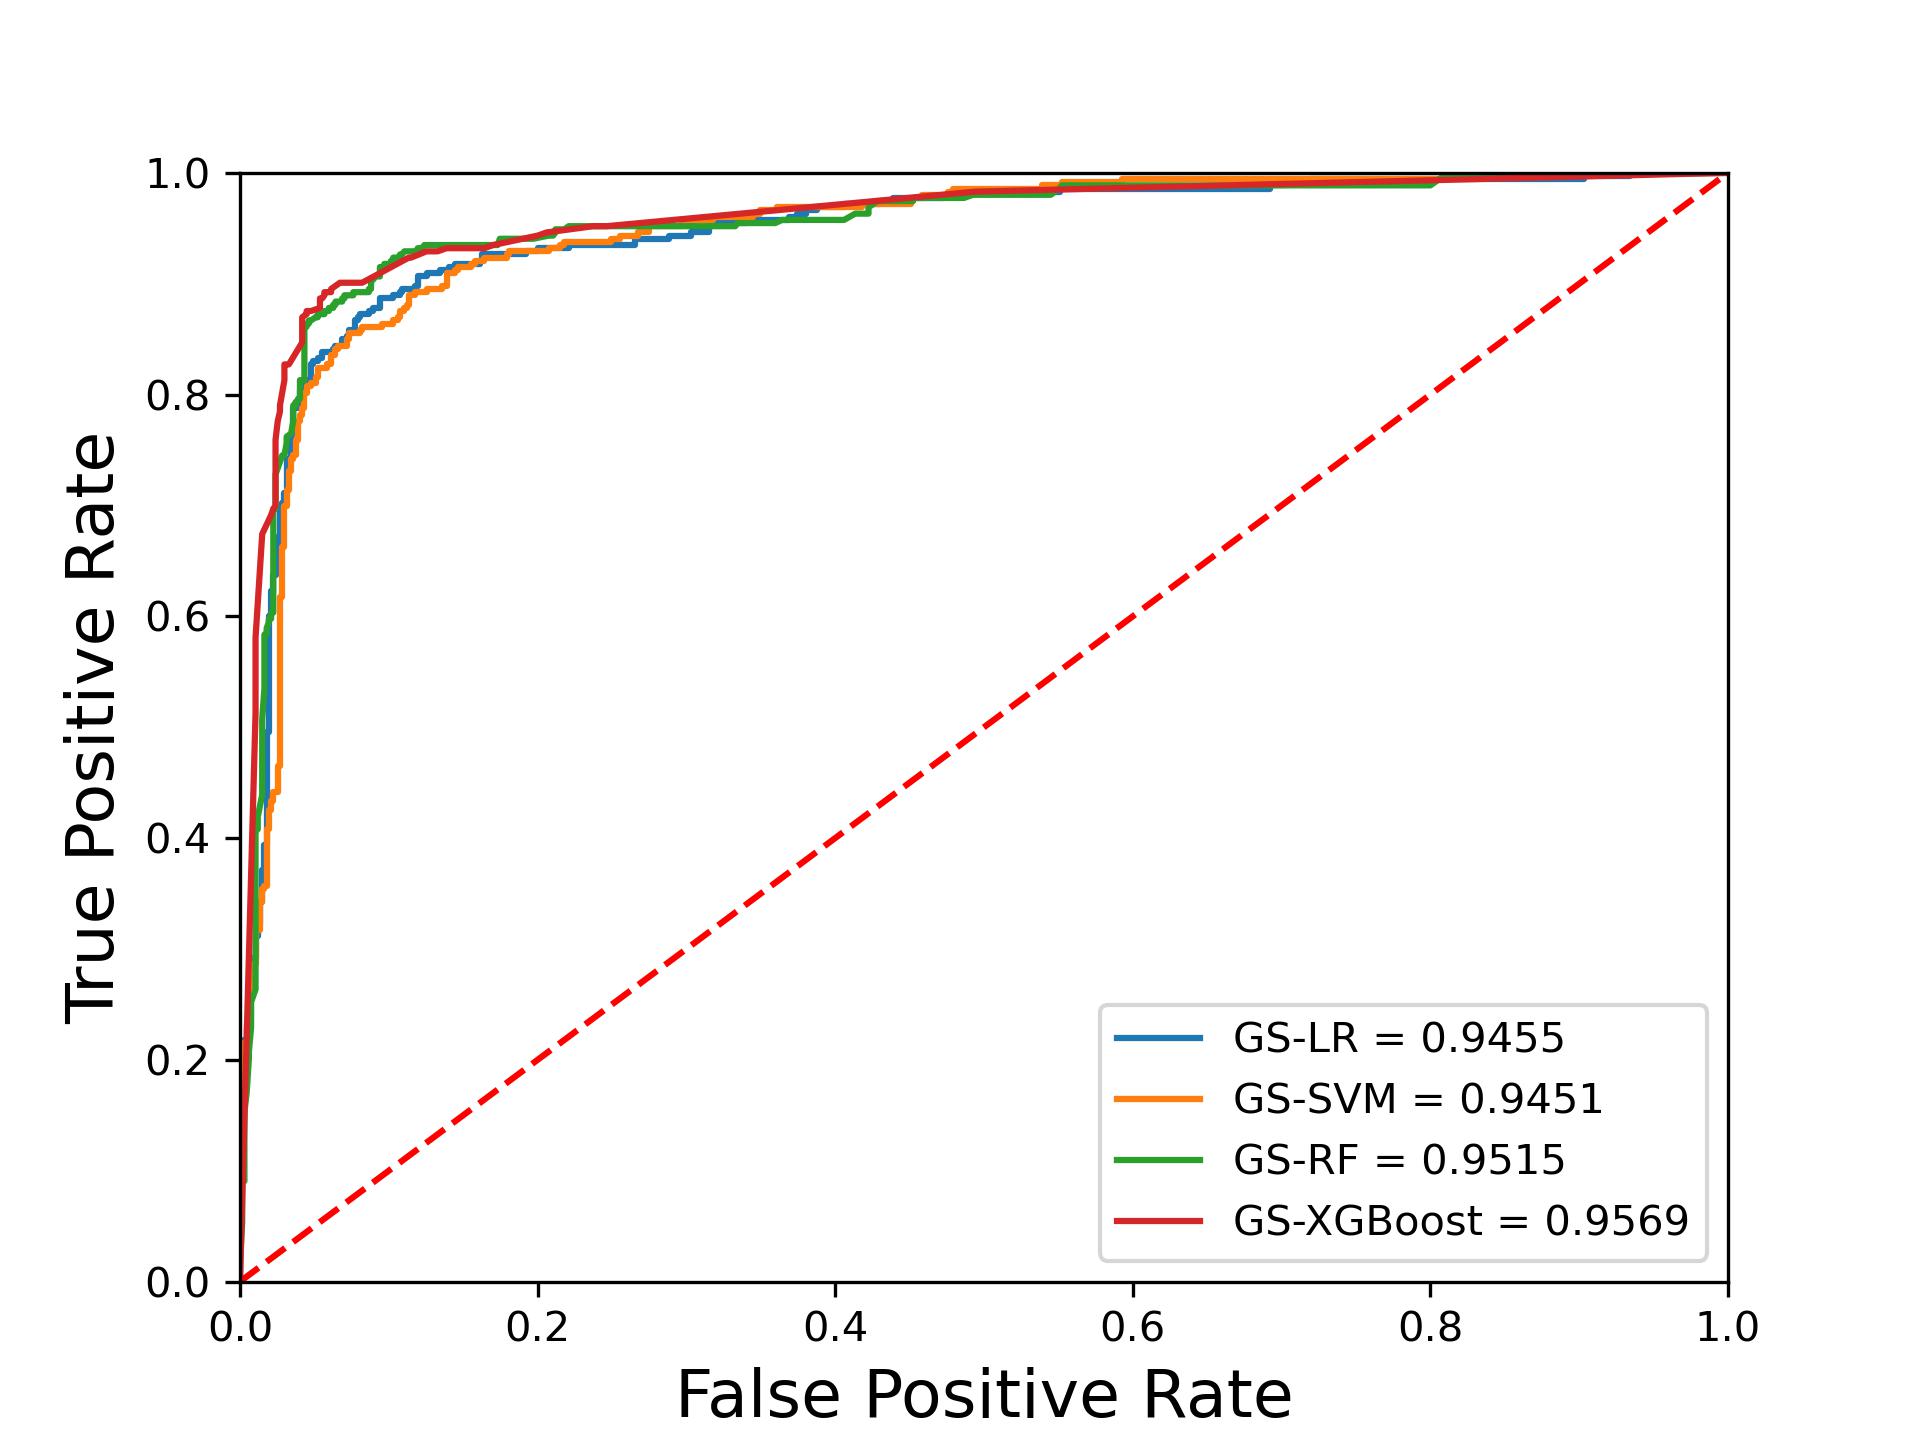 1.0
0.8
0.6
0.4
0.2
0.0
True Positive Rate
GS-LR = 0.9455
GS-SVM = 0.9451
GS-RF = 0.9515
GS-XGBoost = 0.9569
0.0 0.2 0.4 0.6 0.8 1.0
False Positive Rate